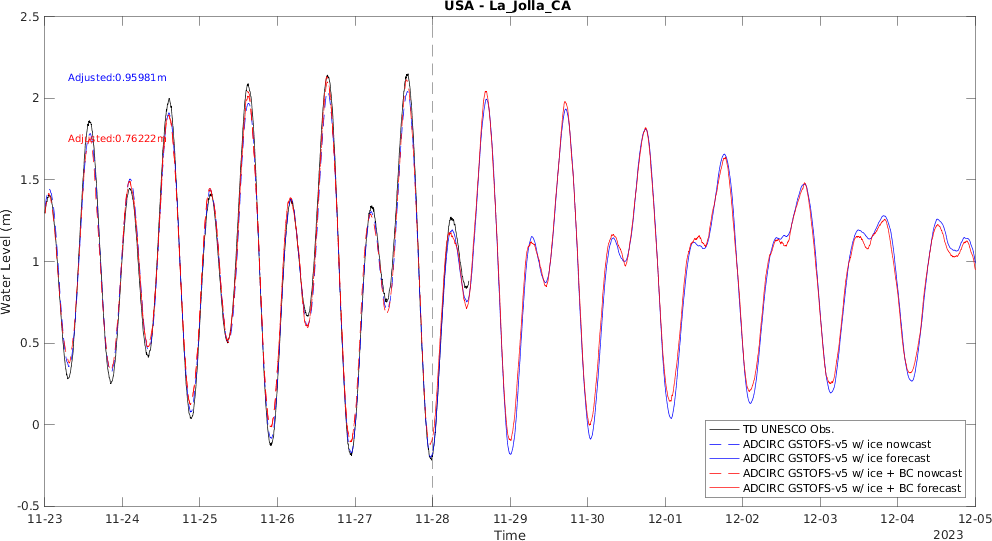 USA - La_Jolla_CA
2.5
2
1.5
1
0.5
0
-0.5
Water Level (m)
Adjusted:0.95981m
Adjusted:0.76222m
TD UNESCO Obs.
ADCIRC GSTOFS-v5 w/ ice nowcast
ADCIRC GSTOFS-v5 w/ ice forecast
ADCIRC GSTOFS-v5 w/ ice + BC nowcast
ADCIRC GSTOFS-v5 w/ ice + BC forecast
11-23 11-24 11-25 11-26 11-27 11-28 11-29 11-30 12-01 12-02 12-03 12-04 12-05
Time
2023